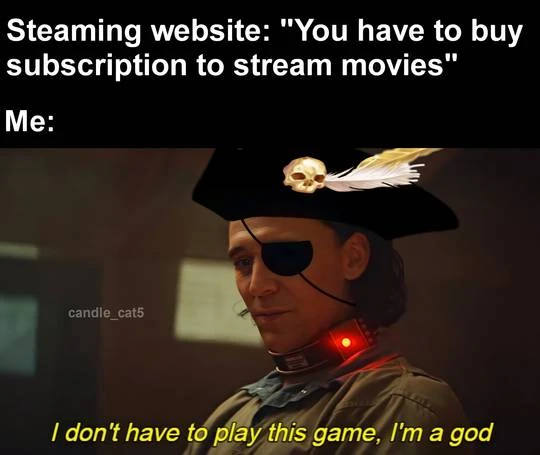 Steaming website: "You have to buy
subscription to stream movies"
Me:
candle_cat5
I don't have to play this game, I'm a god